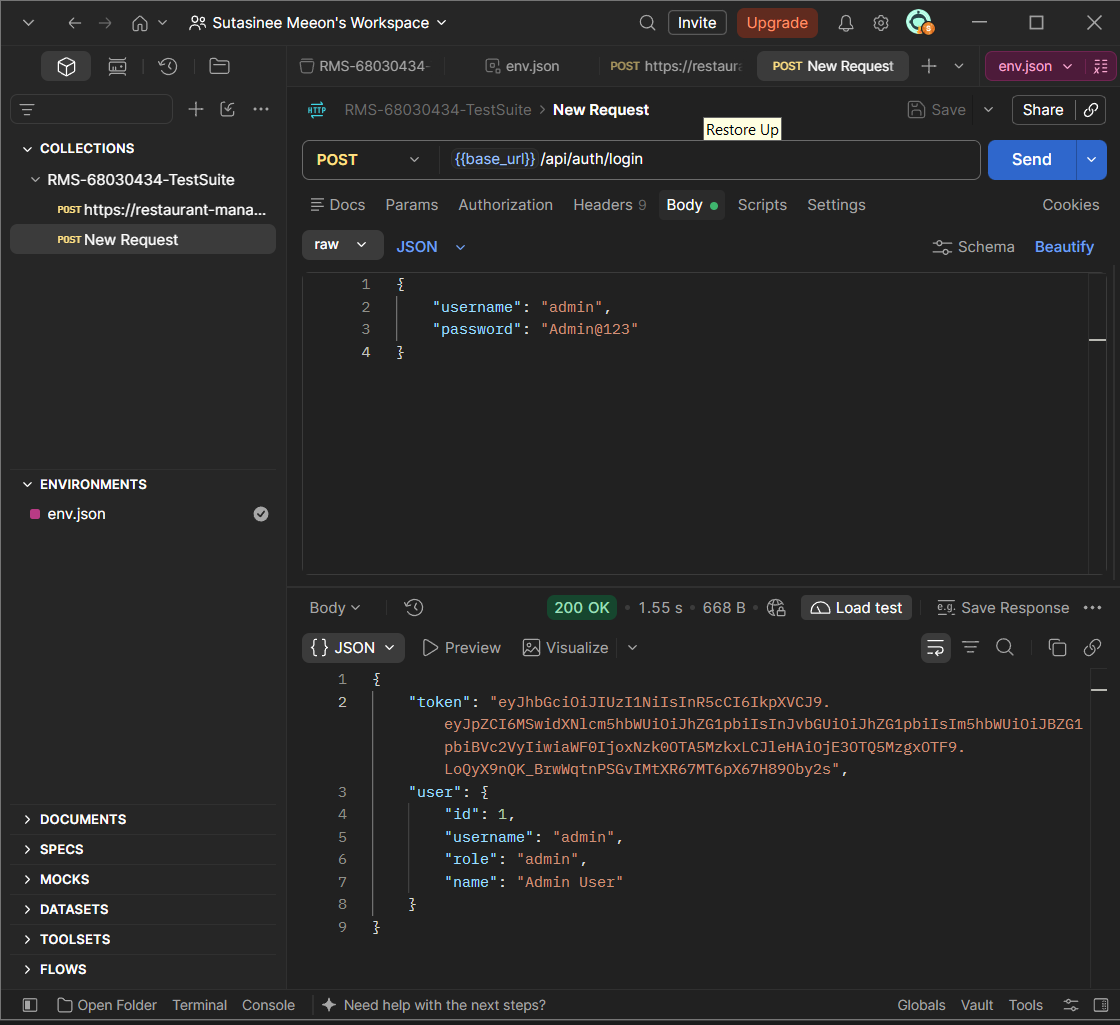 Sutasinee Meeon's Workspace
Invite
Upgrade
RMS-68030434-
env.json
POST https://restaur
POST New Request
env.json
HTTP RMS-68030434-TestSuite > New Request
Save
Share
Restore Up
COLLECTIONS
RMS-68030434-TestSuite
POST https://restaurant-mana...
POST New Request
POST
{{base_url}} /api/auth/login
Send
Docs
Params
Authorization
Headers 9
Body
Scripts
Settings
Cookies
raw
JSON
Schema
Beautify
1 {
2 "username": "admin",
3 "password": "Admin@123"
4 }
ENVIRONMENTS
env.json
Body
200 OK • 1.55 s • 668 B
Load test
e.g. Save Response
{} JSON
Preview
Visualize
1 {
2 "token": "eyJhbGciOiJIUzI1NiIsInR5cCI6IkpXVCJ9.
eyJpZCI6MSwidXNlcm5hbWUiOiJhZG1pbiIsInJvbGUiOiJhZG1pbiIsIm5hbWUiOiJBZG1
pbiBVc2VyIiwiaWF0IjoxNzk0OTA5MzkxLCJleHAiOjE3OTQ5MzgxOTF9.
LoQyX9nQK_BrwWqtnPSGvIMtXR67MT6pX67H89Oby2s",
3 "user": {
4 "id": 1,
5 "username": "admin",
6 "role": "admin",
7 "name": "Admin User"
8 }
9 }
DOCUMENTS
SPECS
MOCKS
DATASETS
TOOLSETS
FLOWS
Open Folder
Terminal
Console
Need help with the next steps?
Globals
Vault
Tools